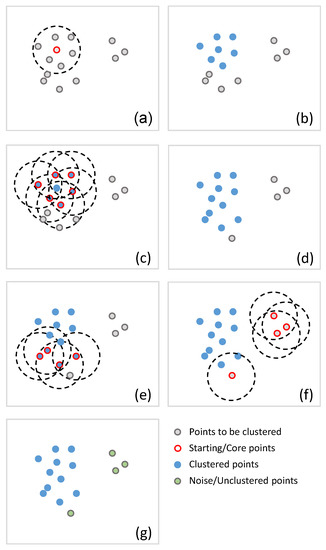 (a)
(b)
(c)
(d)
(e)
(f)
Points to be clustered
Starting/Core points
Clustered points
Noise/Unclustered points
(g)